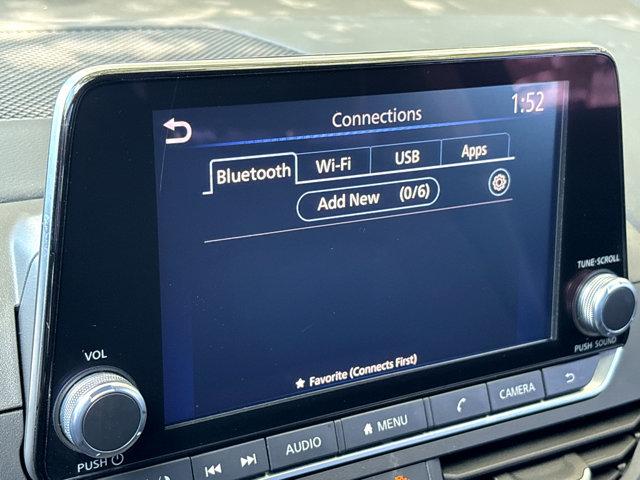 Connections
1:52
Bluetooth
Wi-Fi
USB
Apps
Add New (0/6)
★ Favorite (Connects First)
TUNE·SCROLL
PUSH SOUND
VOL
PUSH
AUDIO
MENU
CAMERA